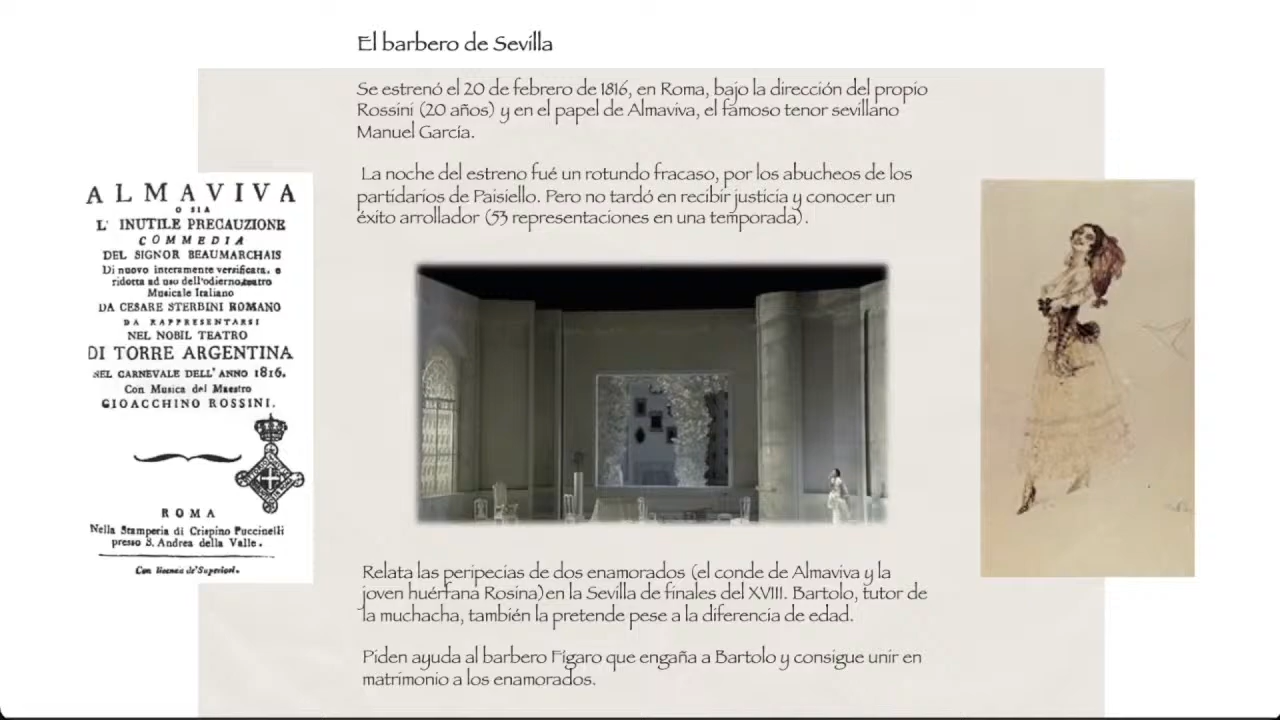 El barbero de Sevilla
Se estrenó el 20 de febrero de 1816, en Roma, bajo la dirección del propio
Rossini (20 años) y en el papel de Almaviva, el famoso tenor sevillano
Manuel García.
La noche del estreno fué un rotundo fracaso, por los abucheos de los
partidarios de Paisiello. Pero no tardó en recibir justicia y conocer un
éxito arrollador (53 representaciones en una temporada).
ALMAVIVA
O SIA
L' INUTILE PRECAUZIONE
COMMEDIA
DEL SIGNOR BEAUMARCHAIS
Di nuovo interamente versificata, e
ridotta ad uso dell'odierno teatro
Musicale Italiano
DA CESARE STERBINI ROMANO
DA RAPPRESENTARSI
NEL NOBIL TEATRO
DI TORRE ARGENTINA
NEL CARNEVALE DELL' ANNO 1816.
Con Musica del Maestro
GIOACCHINO ROSSINI.
ROMA
Nella Stamperia di Crispino Puccinelli
presso S. Andrea della Valle.
Con licenza de' Superiori.
Relata las peripecias de dos enamorados (el conde de Almaviva y la
joven huérfana Rosina)en la Sevilla de finales del XVIII. Bartolo, tutor de
la muchacha, también la pretende pese a la diferencia de edad.
Piden ayuda al barbero Fígaro que engaña a Bartolo y consigue unir en
matrimonio a los enamorados.